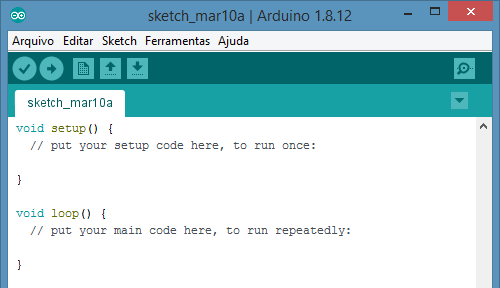 sketch_mar10a | Arduino 1.8.12
Arquivo Editar Sketch Ferramentas Ajuda
sketch_mar10a
void setup() {
  // put your setup code here, to run once:
}
void loop() {
  // put your main code here, to run repeatedly:
}